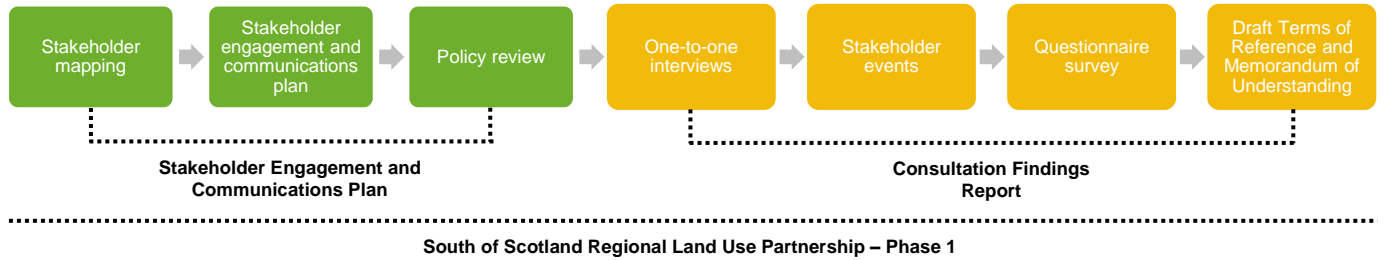 Stakeholder
mapping
Stakeholder
engagement and
communications
plan
Policy review
One-to-one
interviews
Stakeholder
events
Questionnaire
survey
Draft Terms of
Reference and
Memorandum of
Understanding
Stakeholder Engagement and
Communications Plan
Consultation Findings
Report
South of Scotland Regional Land Use Partnership – Phase 1